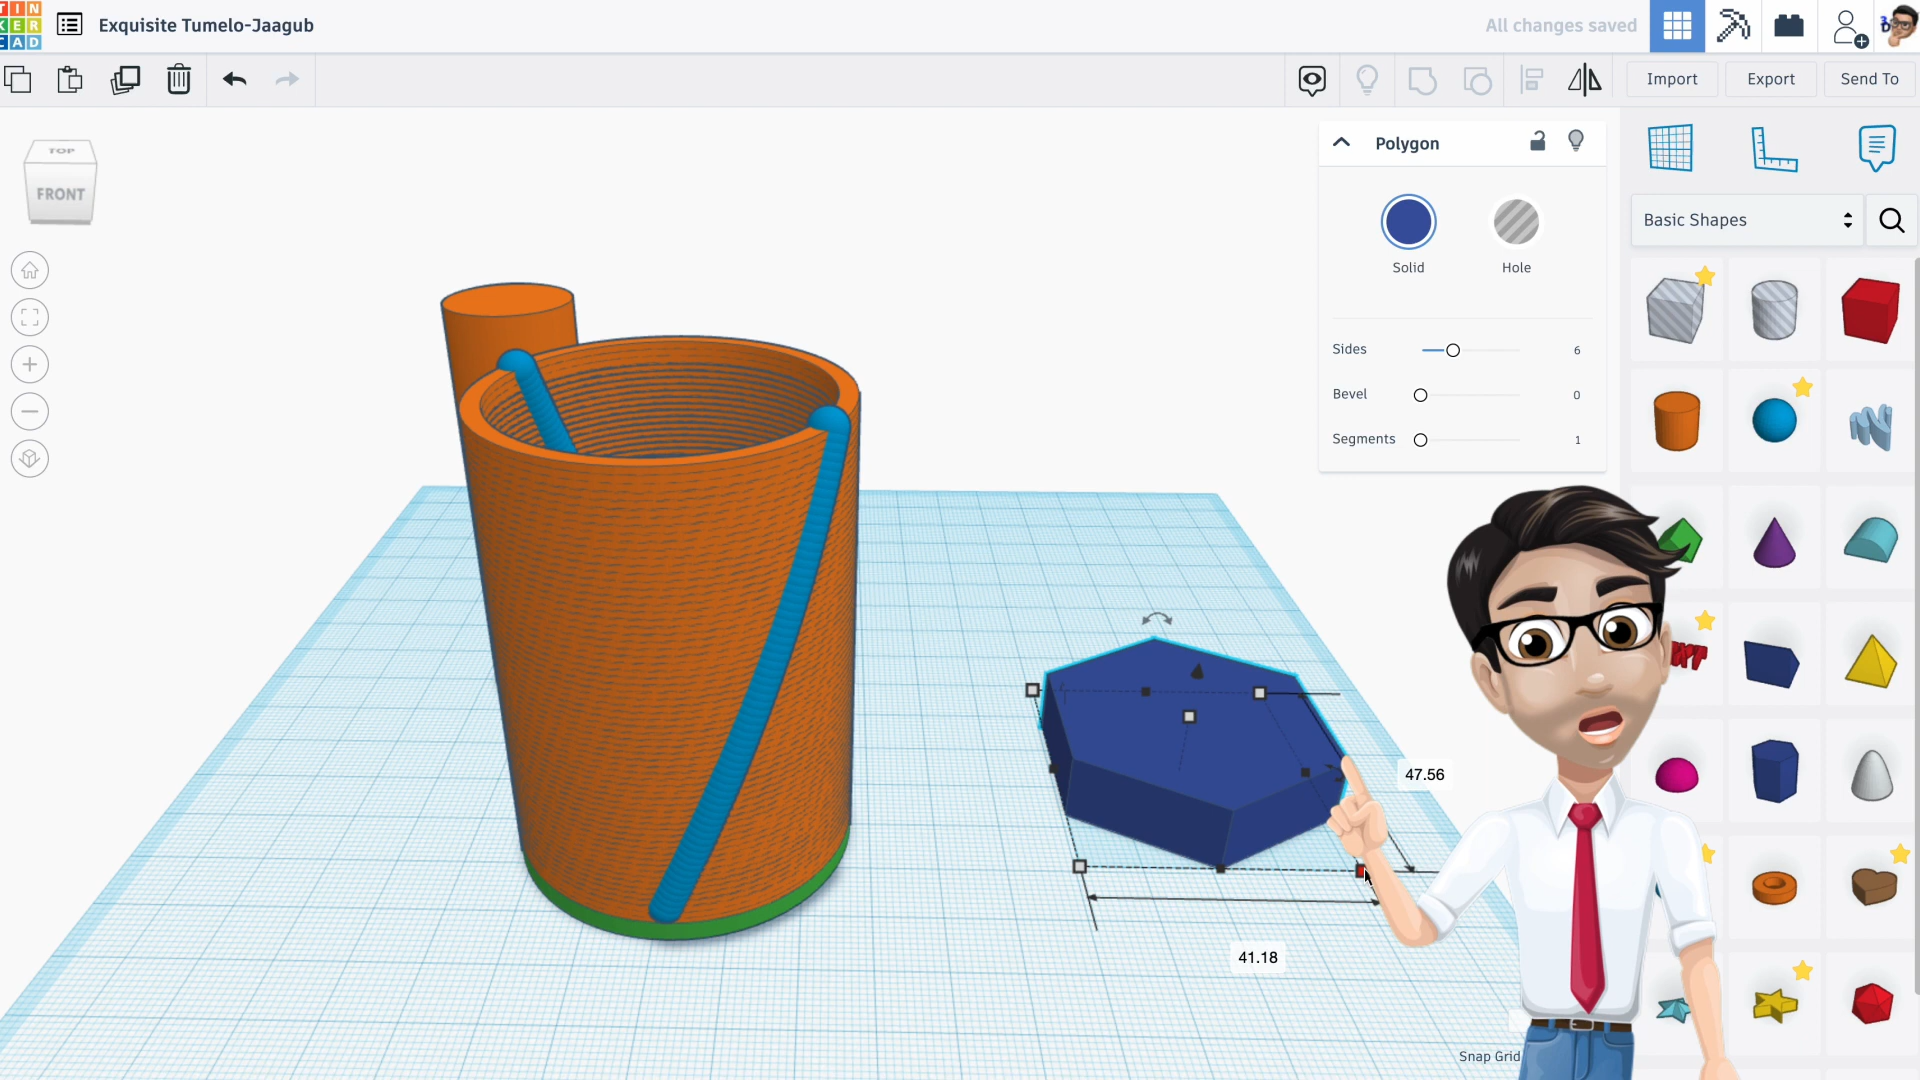 TIN
KER
CAD
Exquisite Tumelo-Jaagub
All changes saved
Import
Export
Send To
TOP
FRONT
Polygon
Solid
Hole
Sides
6
Bevel
0
Segments
1
Basic Shapes
47.56
41.18
Snap Grid